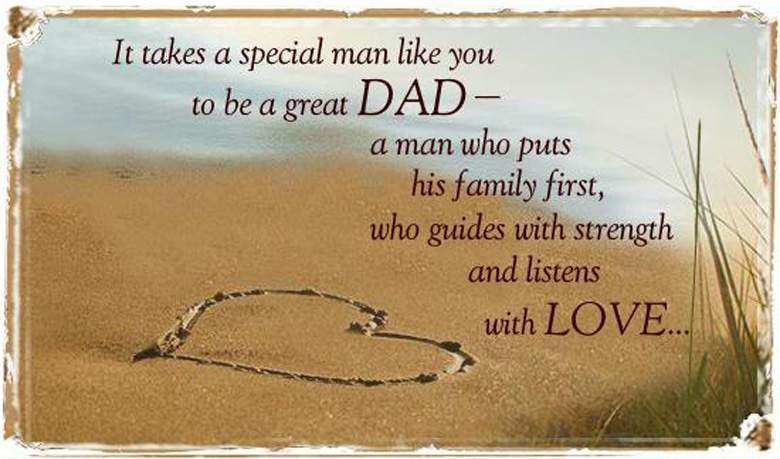 It takes a special man like you
to be a great DAD –
a man who puts
his family first,
who guides with strength
and listens
with LOVE...